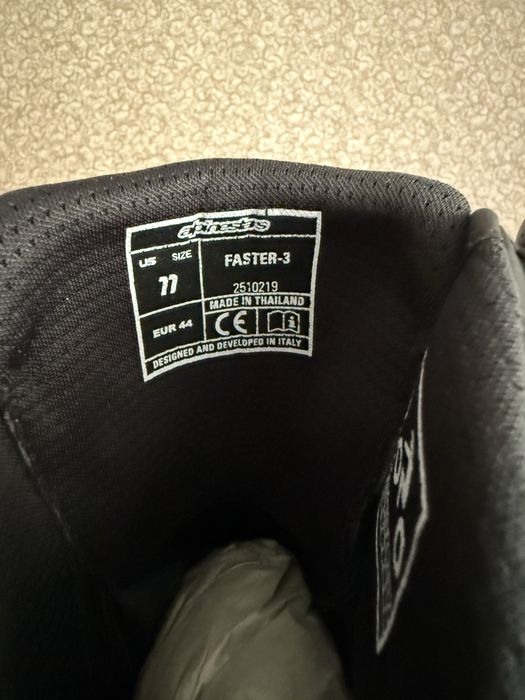 alpinestars
US SIZE
11
FASTER-3
2510219
MADE IN THAILAND
EUR 44
CE
DESIGNED AND DEVELOPED IN ITALY